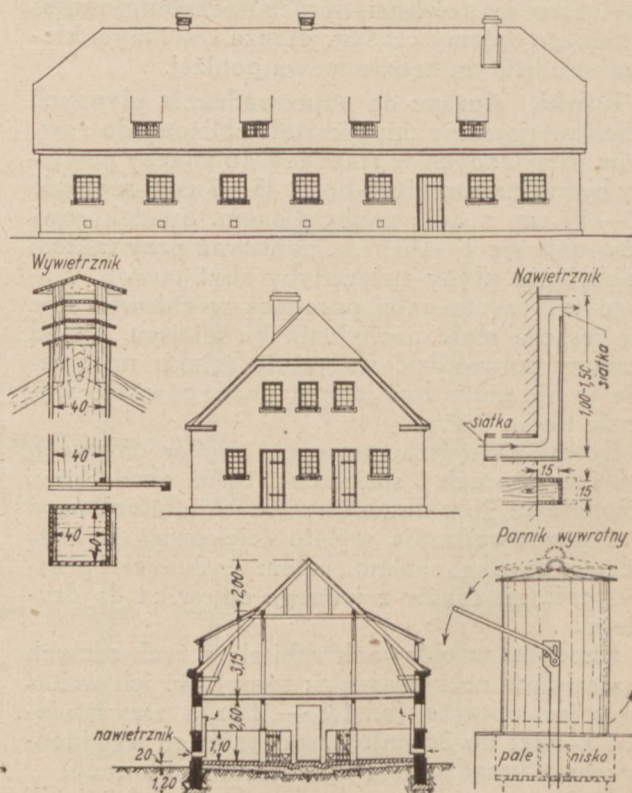 Wywietrznik
40
40
40
40
Nawietrznik
siatka
1,00-1,50
siatka
15
15
2,00
3,15
2,60
1,10
nawietrznik
20
1,20
Parnik wywrotny
pale nisko